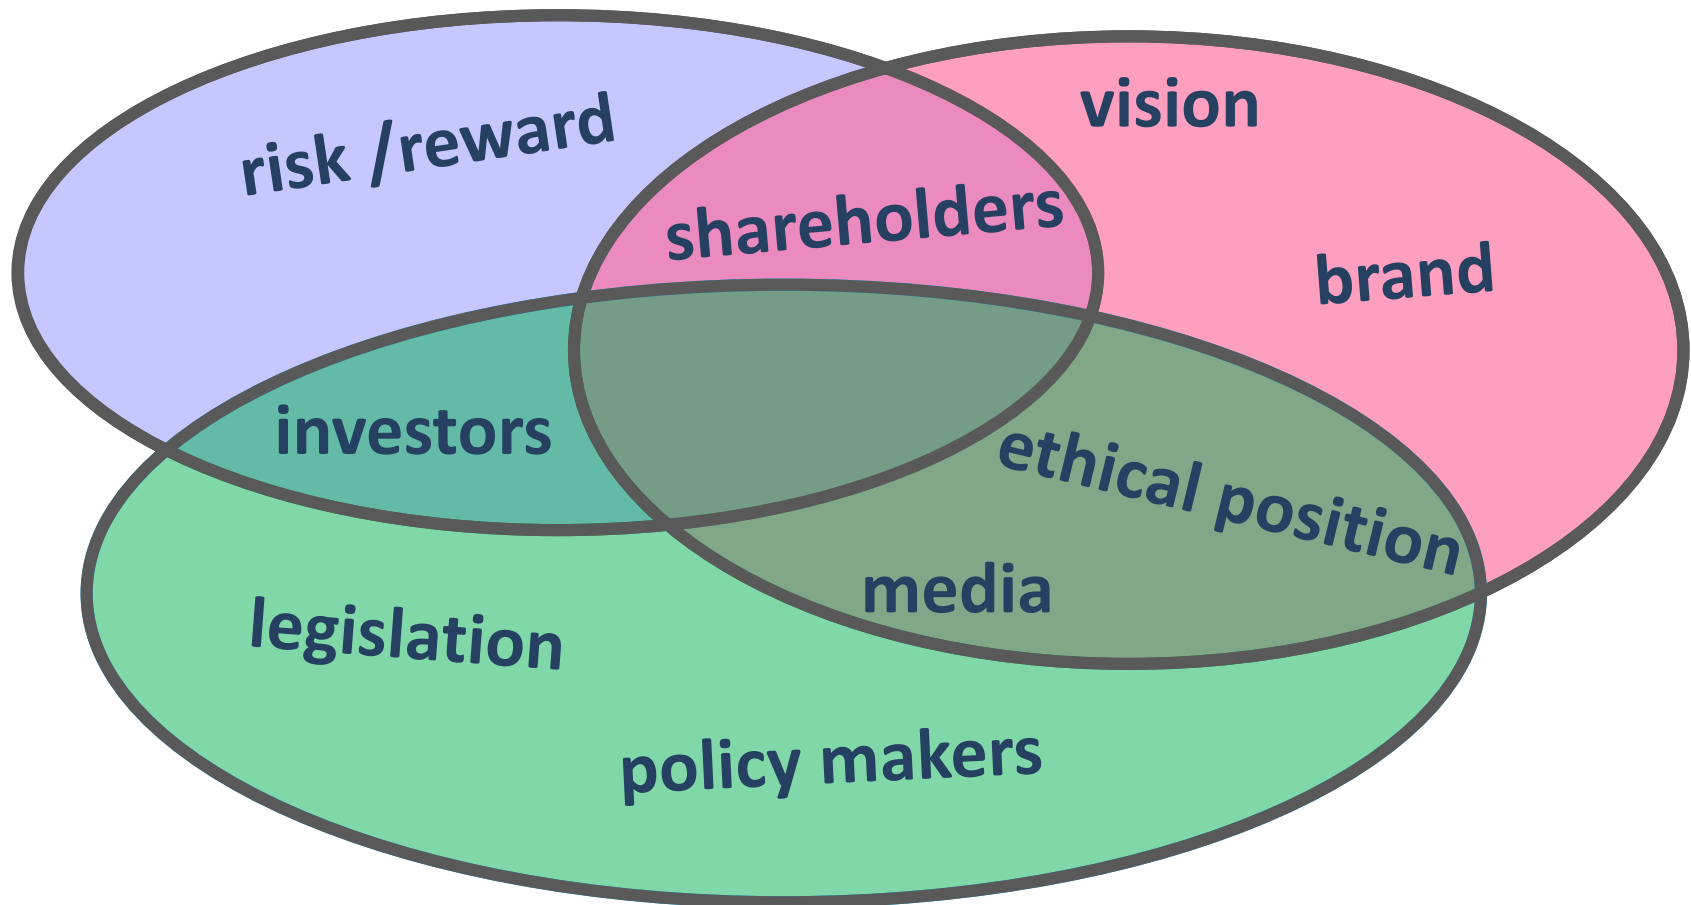 risk /reward
vision
shareholders
brand
investors
ethical position
media
legislation
policy makers